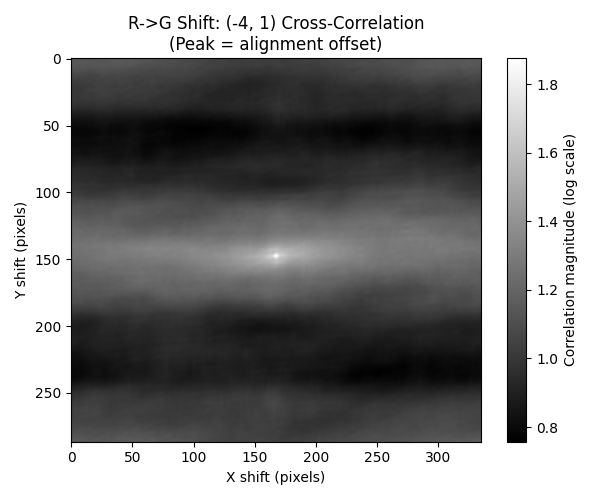 R->G Shift: (-4, 1) Cross-Correlation
(Peak = alignment offset)
0
50
100
150
200
250
Y shift (pixels)
0 50 100 150 200 250 300
X shift (pixels)
1.8
1.6
1.4
1.2
1.0
0.8
Correlation magnitude (log scale)